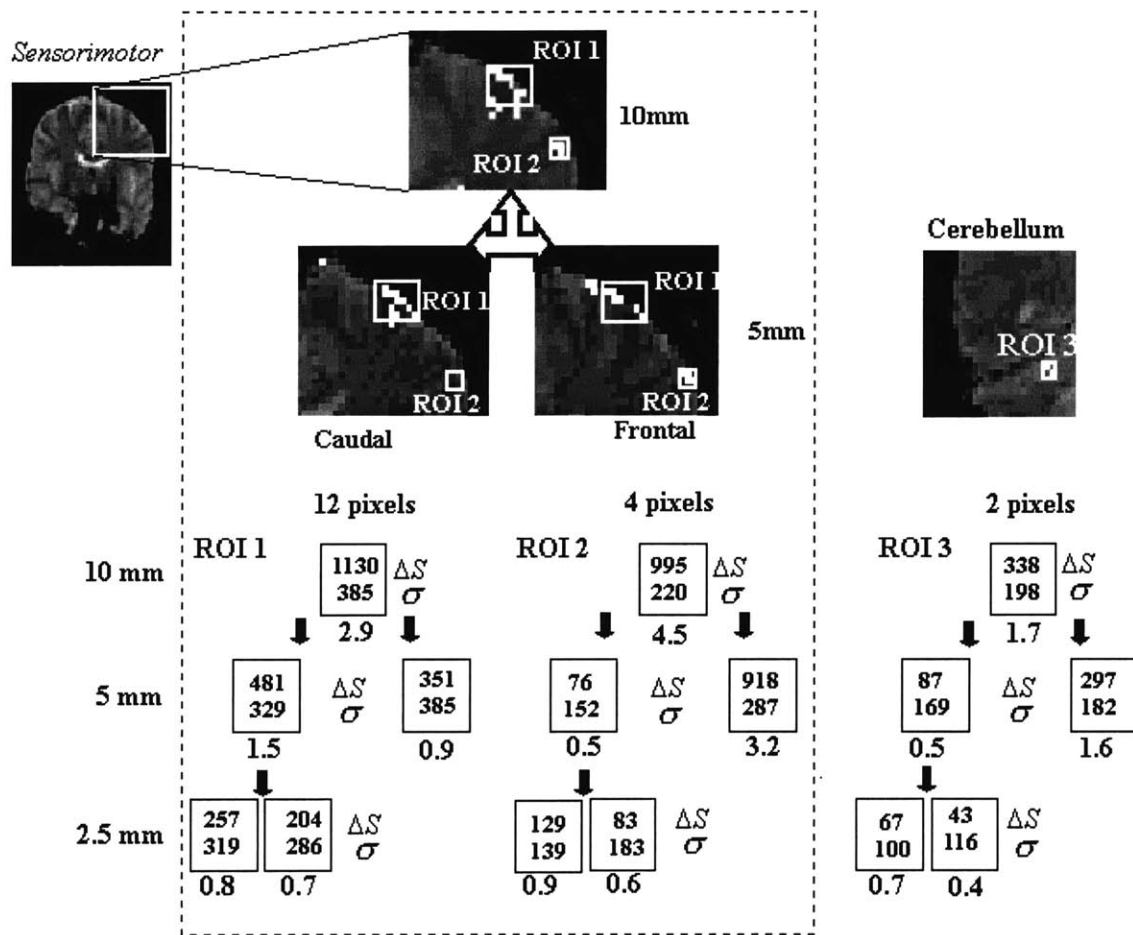 Sensorimotor
ROI 1
10mm
ROI 2
Cerebellum
ROI 1
ROI 1
5mm
ROI 3
ROI 2
ROI 2
Caudal
Frontal
12 pixels
4 pixels
2 pixels
ROI 1
ROI 2
ROI 3
10 mm
1130
385
ΔS
σ
2.9
995
220
ΔS
σ
4.5
338
198
ΔS
σ
1.7
5 mm
481
329
1.5
ΔS
σ
351
385
0.9
76
152
0.5
ΔS
σ
918
287
3.2
87
169
0.5
ΔS
σ
297
182
1.6
2.5 mm
257
319
0.8
204
286
0.7
ΔS
σ
129
139
0.9
83
183
0.6
ΔS
σ
67
100
0.7
43
116
0.4
ΔS
σ